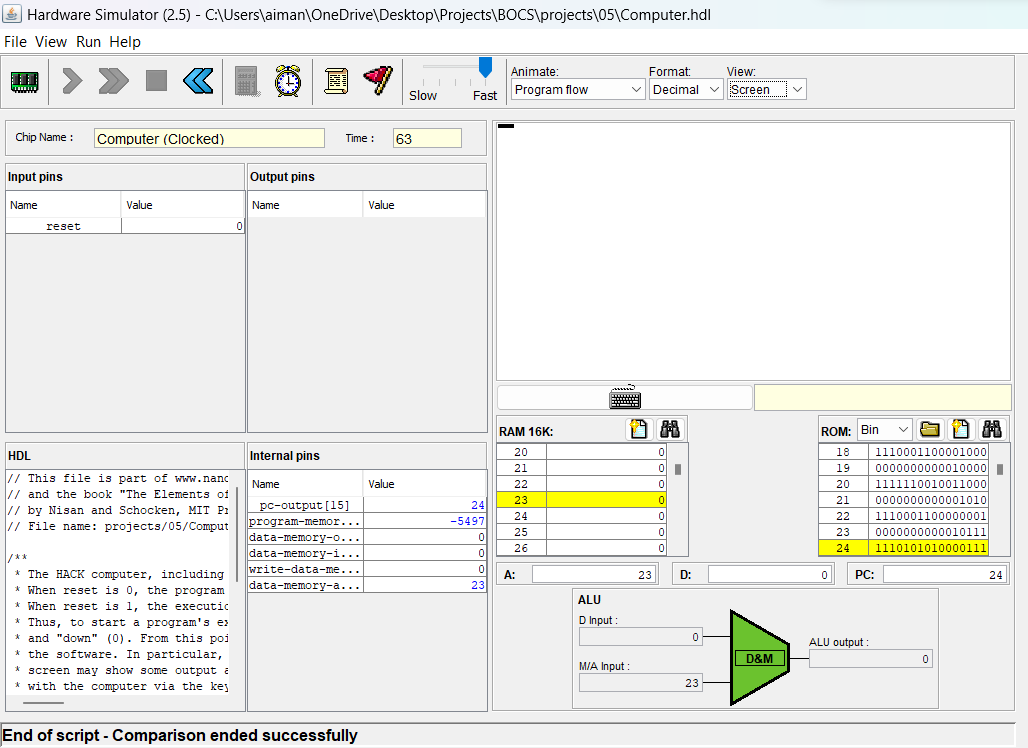 Hardware Simulator (2.5) - C:\Users\aiman\OneDrive\Desktop\Projects\BOCS\projects\05\Computer.hdl
File View Run Help
Slow Fast
Animate: Format: View:
Program flow Decimal Screen
Chip Name : Computer (Clocked) Time : 63
Input pins
Name Value
reset 0
Output pins
Name Value
HDL
// This file is part of www.nand
// and the book "The Elements of
// by Nisan and Schocken, MIT Pr
// File name: projects/05/Comput
/**
* The HACK computer, including
* When reset is 0, the program
* When reset is 1, the executio
* Thus, to start a program's ex
* and "down" (0). From this poi
* the software. In particular,
* screen may show some output a
* with the computer via the key
Internal pins
Name Value
pc-output[15] 24
program-memor... -5497
data-memory-o... 0
data-memory-i... 0
write-data-me... 0
data-memory-a... 23
RAM 16K:
20 0
21 0
22 0
23 0
24 0
25 0
26 0
ROM: Bin
18 1110001100001000
19 0000000000010000
20 1111110010011000
21 0000000000001010
22 1110001100000001
23 0000000000010111
24 1110101010000111
A: 23 D: 0 PC: 24
ALU
D Input :
0
M/A Input :
23
D&M
ALU output :
0
End of script - Comparison ended successfully